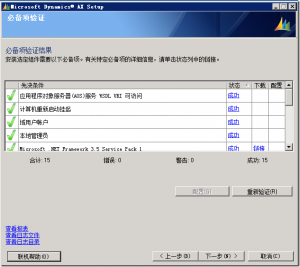 Microsoft Dynamics® AX Setup
必备项验证
必备项验证结果
安装选定组件需要以下必备项。有关特定必备项的详细信息，请单击状态列中的链接。
先决条件 状态 下载 配置
应用程序对象服务器(AOS)服务 WSDL URI 可访问 成功
计算机重新启动挂起 成功
域用户帐户 成功
本地管理员 成功
Microsoft .NET Framework 3.5 Service Pack 1 成功 链接
合计: 15 错误: 0 警告: 0 成功: 15
配置(O) 重新验证(R)
查看报表
查看日志文件
查看日志目录
联机帮助(H) < 上一步(B) 下一步(N) > 取消(C)